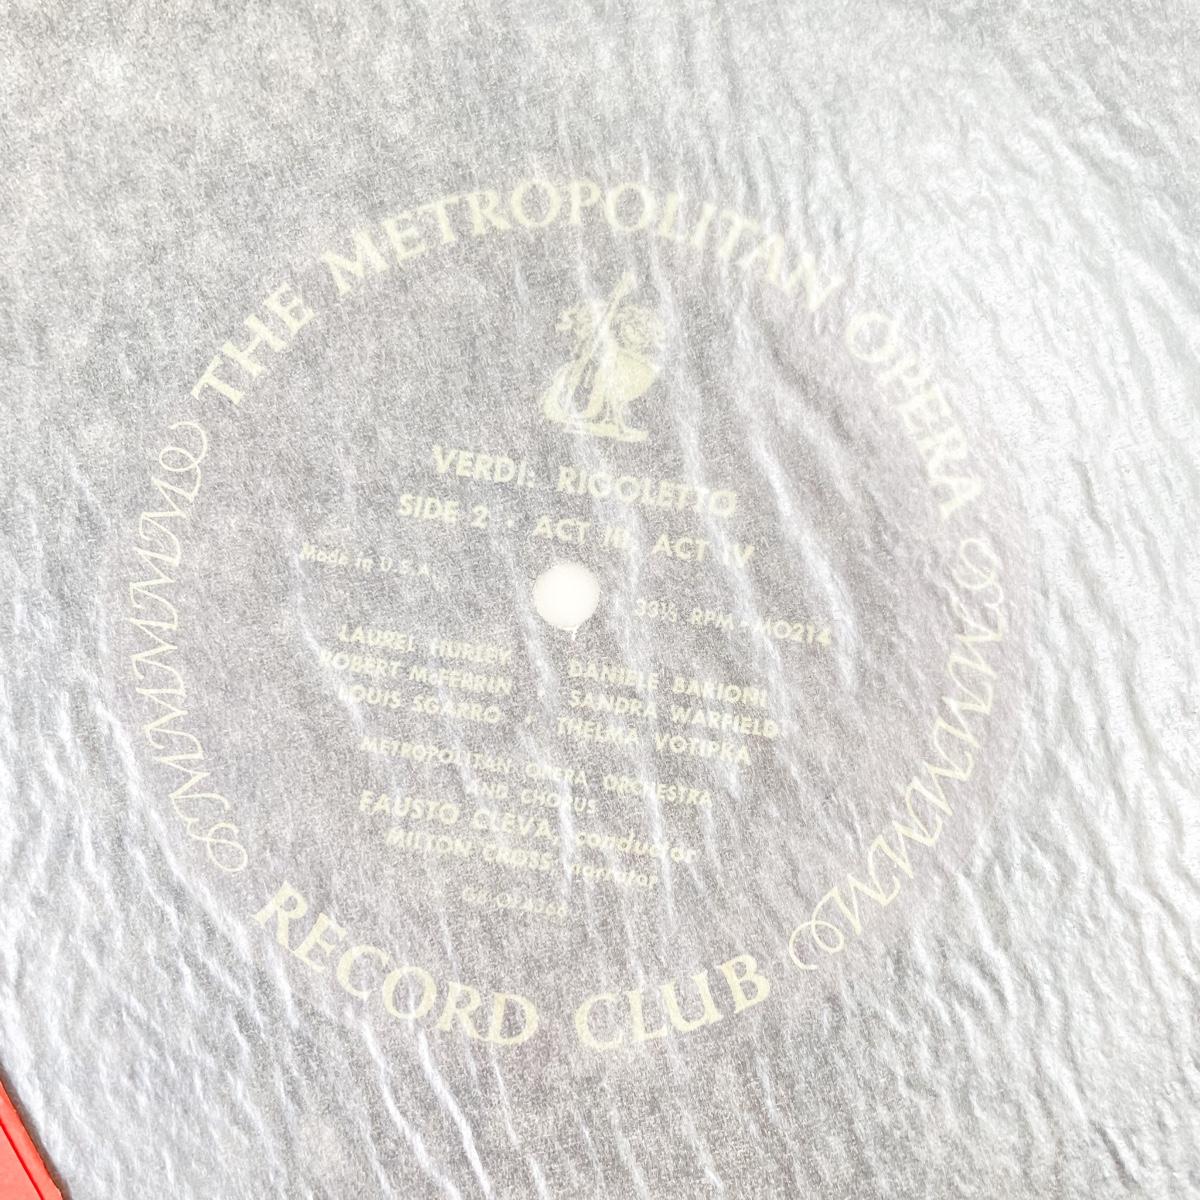 THE METROPOLITAN OPERA
VERDI: RIGOLETTO
SIDE 2 · ACT III, ACT IV
Made in U.S.A.
33⅓ RPM · MO214
LAUREL HURLEY DANIELE BARIONI
ROBERT McFERRIN SANDRA WARFIELD
LOUIS SGARRO · THELMA VOTIPKA
METROPOLITAN OPERA ORCHESTRA
AND CHORUS
FAUSTO CLEVA, conductor
MILTON CROSS, narrator
RECORD CLUB